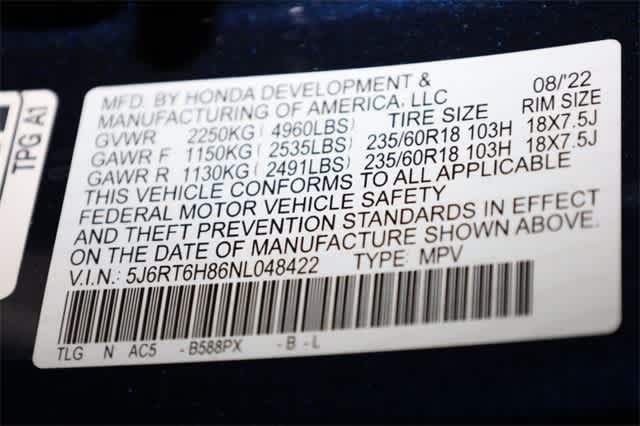 TPG A1
MFD. BY HONDA DEVELOPMENT & 08/'22
MANUFACTURING OF AMERICA, LLC
GVWR 2250KG ( 4960LBS) TIRE SIZE RIM SIZE
GAWR F 1150KG ( 2535LBS) 235/60R18 103H 18X7.5J
GAWR R 1130KG ( 2491LBS) 235/60R18 103H 18X7.5J
THIS VEHICLE CONFORMS TO ALL APPLICABLE
FEDERAL MOTOR VEHICLE SAFETY
AND THEFT PREVENTION STANDARDS IN EFFECT
ON THE DATE OF MANUFACTURE SHOWN ABOVE.
V.I.N.: 5J6RT6H86NL048422 TYPE: MPV
TLG N AC5 - B588PX - B - L